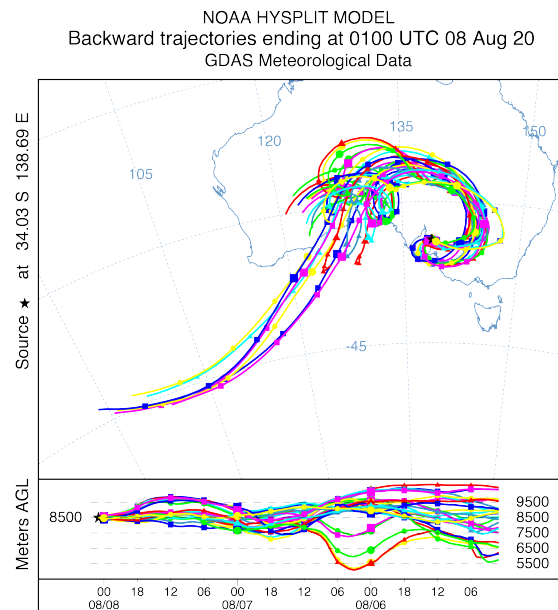 NOAA HYSPLIT MODEL
Backward trajectories ending at 0100 UTC 08 Aug 20
GDAS Meteorological Data
Source ★ at 34.03 S 138.69 E
105
120
135
150
-45
Meters AGL
8500
9500
8500
7500
6500
5500
00 18 12 06 00 18 12 06 00 18 12 06
08/08 08/07 08/06